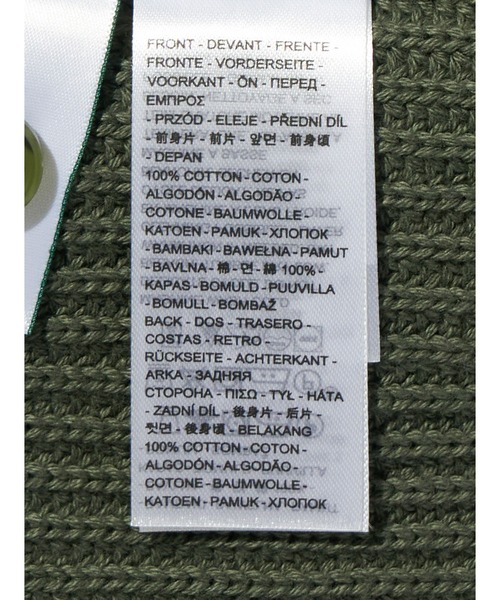 FRONT - DEVANT - FRENTE -
FRONTE - VORDERSEITE -
VOORKANT - ÖN - ПЕРЕД -
ΕΜΠΡΟΣ
- PRZÓD - ELEJE - PŘEDNÍ DÍL
- 前身片 - 前片 - 앞면 - 前身頃
- DEPAN
100% COTTON - COTON -
ALGODÓN - ALGODÃO -
COTONE - BAUMWOLLE -
KATOEN - PAMUK - ХЛОПОК
- BAMBAKI - BAWEŁNA - PAMUT
- BAVLNA - 棉 - 면 - 綿 100% -
KAPAS - BOMULD - PUUVILLA
- BOMULL - BOMBAŽ
BACK - DOS - TRASERO -
COSTAS - RETRO -
RÜCKSEITE - ACHTERKANT -
ARKA - ЗАДНЯЯ
СТОРОНА - ΠΙΣΩ - TYŁ - HÁTA
- ZADNÍ DÍL - 後身片 - 后片 -
뒷면 - 後身頃 - BELAKANG
100% COTTON - COTON -
ALGODÓN - ALGODÃO -
COTONE - BAUMWOLLE -
KATOEN - PAMUK - ХЛОПОК